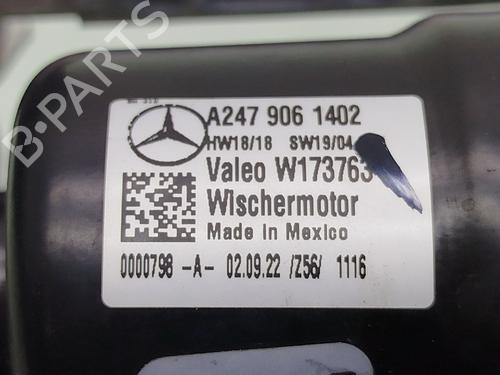 A247 906 1402
HW18/18 SW19/04
Valeo W173763
Wischermotor
Made in Mexico
0000798 -A- 02.09.22 /Z56/ 1116
B-PARTS